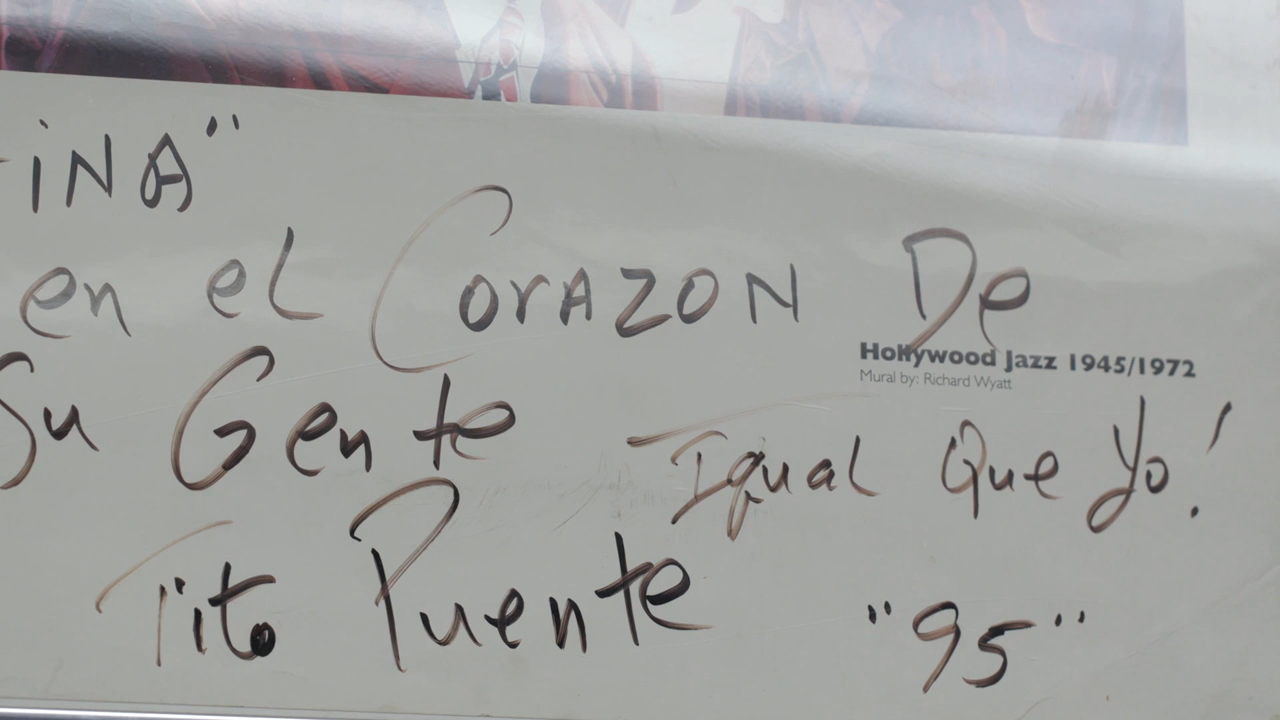 INA"
en el CorAZON De
Hollywood Jazz 1945/1972
Mural by: Richard Wyatt
Su Gente Igual Que Yo!
Tito Puente "95"